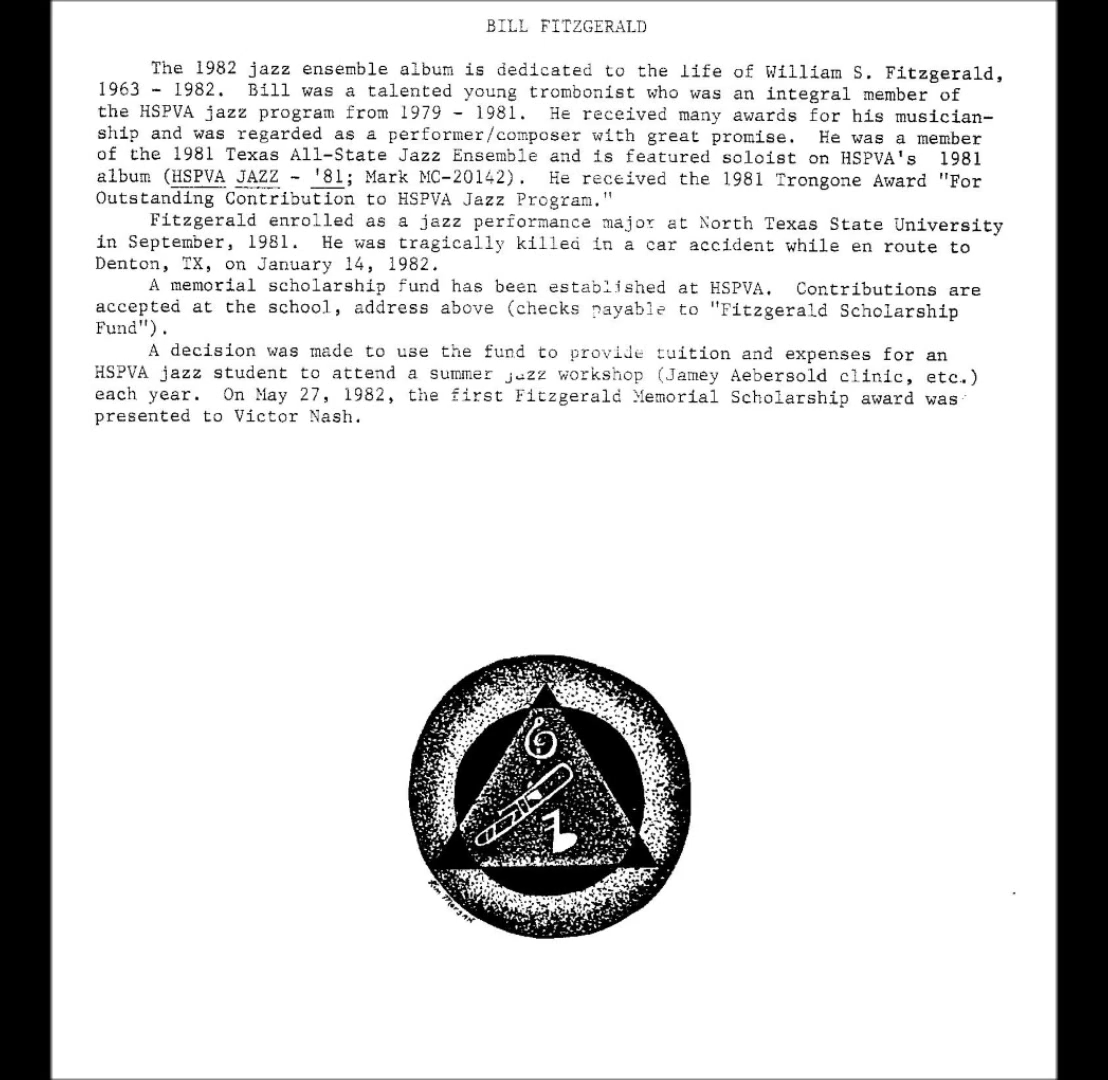 BILL FITZGERALD
The 1982 jazz ensemble album is dedicated to the life of William S. Fitzgerald,
1963 - 1982. Bill was a talented young trombonist who was an integral member of
the HSPVA jazz program from 1979 - 1981. He received many awards for his musician-
ship and was regarded as a performer/composer with great promise. He was a member
of the 1981 Texas All-State Jazz Ensemble and is featured soloist on HSPVA's 1981
album (HSPVA JAZZ - '81; Mark MC-20142). He received the 1981 Trongone Award "For
Outstanding Contribution to HSPVA Jazz Program."
Fitzgerald enrolled as a jazz performance major at North Texas State University
in September, 1981. He was tragically killed in a car accident while en route to
Denton, TX, on January 14, 1982.
A memorial scholarship fund has been established at HSPVA. Contributions are
accepted at the school, address above (checks payable to "Fitzgerald Scholarship
Fund").
A decision was made to use the fund to provide tuition and expenses for an
HSPVA jazz student to attend a summer jazz workshop (Jamey Aebersold clinic, etc.)
each year. On May 27, 1982, the first Fitzgerald Memorial Scholarship award was
presented to Victor Nash.
Kim Morgan